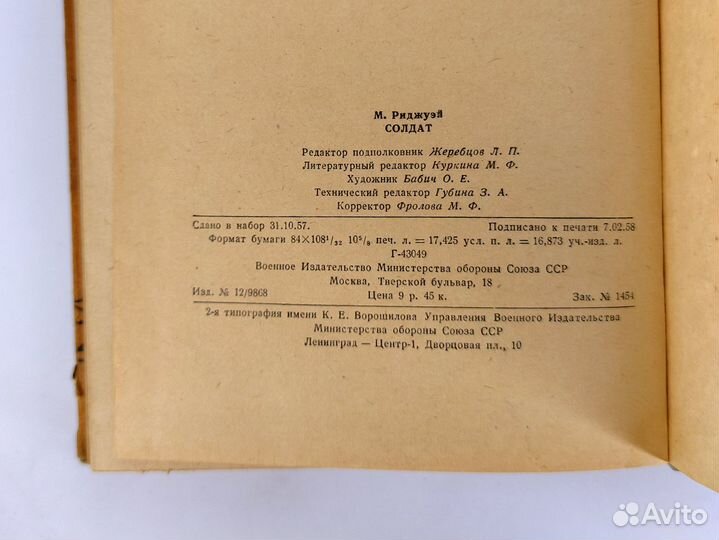 М. Риджуэй
СОЛДАТ
Редактор подполковник Жеребцов Л. П.
Литературный редактор Куркина М. Ф.
Художник Бабич О. Е.
Технический редактор Губина З. А.
Корректор Фролова М. Ф.
Сдано в набор 31.10.57. Подписано к печати 7.02.58
Формат бумаги 84×108¹/₃₂ 10⁵/₈ печ. л. = 17,425 усл. п. л. = 16,873 уч.-изд. л.
Г-43049
Военное Издательство Министерства обороны Союза ССР
Москва, Тверской бульвар, 18
Изд. № 12/9868 Цена 9 р. 45 к. Зак. № 1454
2-я типография имени К. Е. Ворошилова Управления Военного Издательства
Министерства обороны Союза ССР
Ленинград — Центр-1, Дворцовая пл., 10
Avito